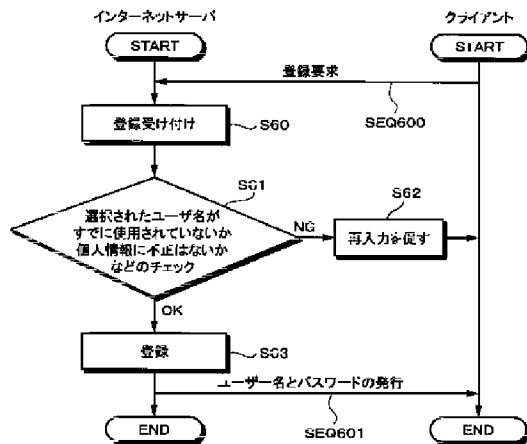 インターネットサーバ
クライアント
START
START
登録要求
SEQ600
登録受け付け
S60
S61
選択されたユーザ名が
すでに使用されていないか
個人情報に不正はないか
などのチェック
NG
S62
再入力を促す
OK
登録
S63
ユーザー名とパスワードの発行
SEQ601
END
END